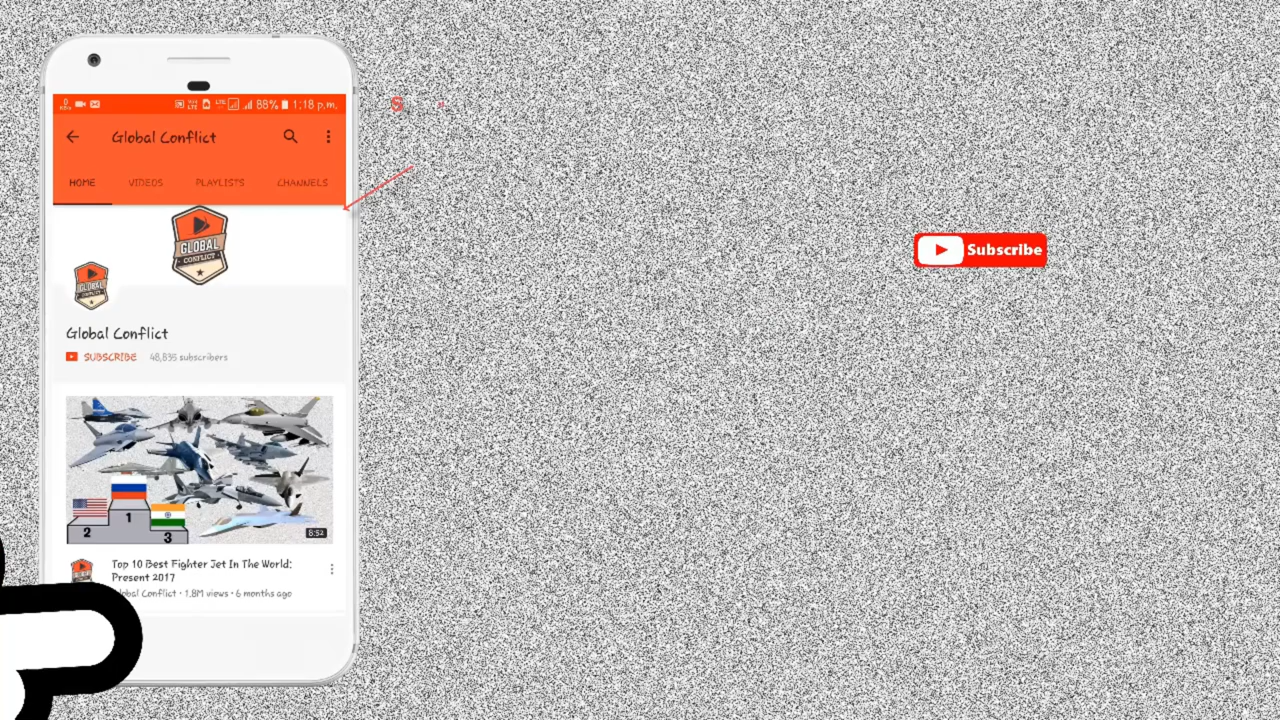 88% 1:18 p.m.
Global Conflict
HOME VIDEOS PLAYLISTS CHANNELS
GLOBAL
CONFLICT
Global Conflict
SUBSCRIBE 48,835 subscribers
Subscribe
1
2
3
8:52
Top 10 Best Fighter Jet In The World:
Present 2017
Global Conflict · 1.8M views · 6 months ago